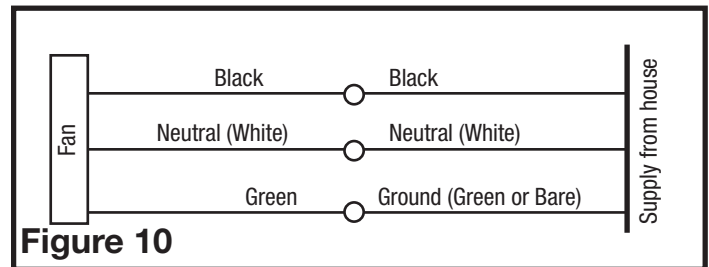 Black Black
Fan
Neutral (White) Neutral (White)
Supply from house
Green Ground (Green or Bare)
Figure 10